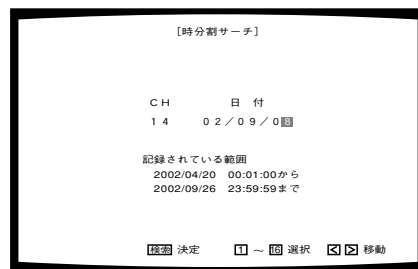 [時分割サーチ]
CH 日 付
14 02／09／08
記録されている範囲
2002/04/20 00:01:00から
2002/09/26 23:59:59まで
検索 決定 1 ～ 16 選択 < > 移動